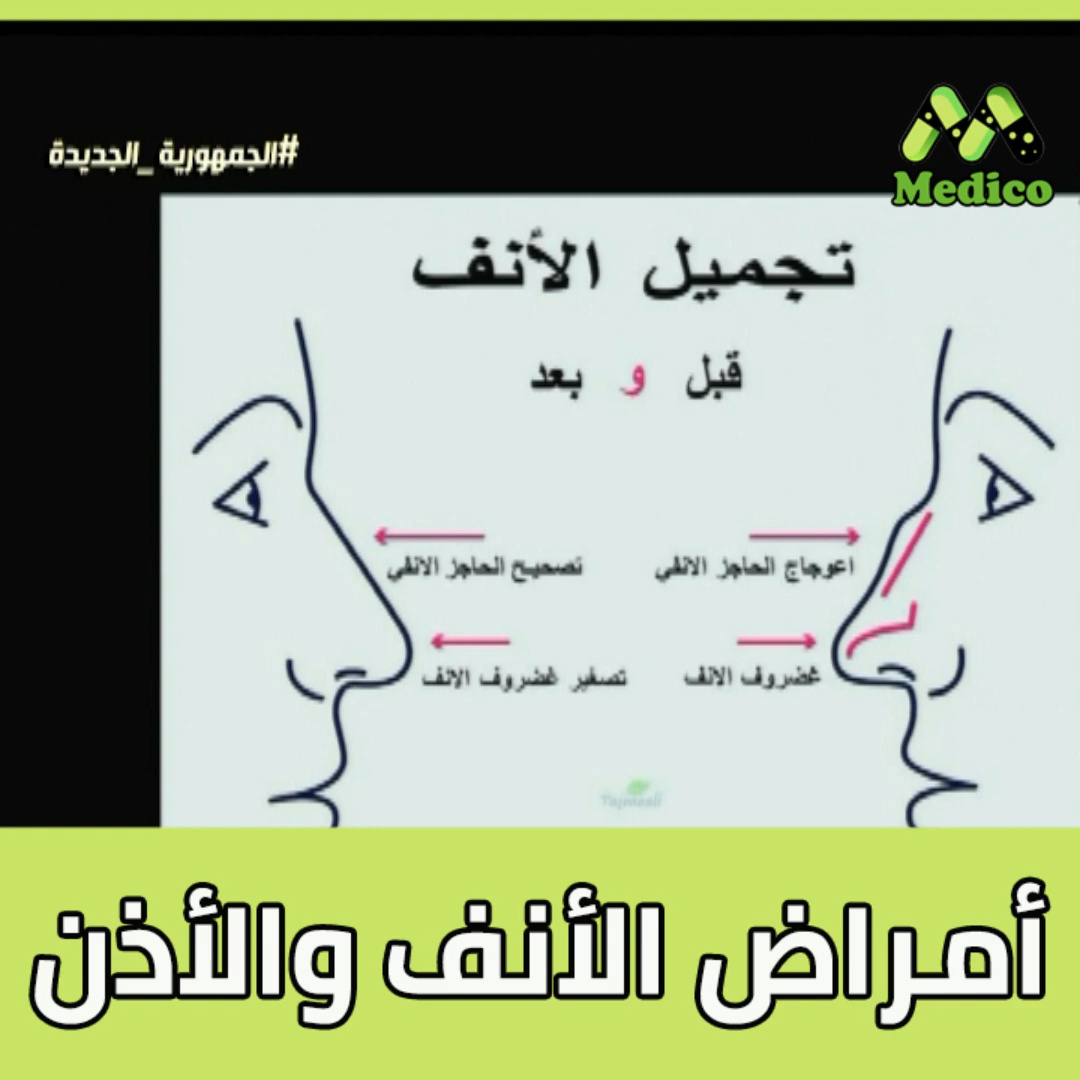 #الجمهورية_الجديدة
Medico
تجميل الأنف
قبل و بعد
اعوجاج الحاجز الانفي
تصحيح الحاجز الانفي
غضروف الانف
تصغير غضروف الانف
Tajmeeli
أمراض الأنف والأذن